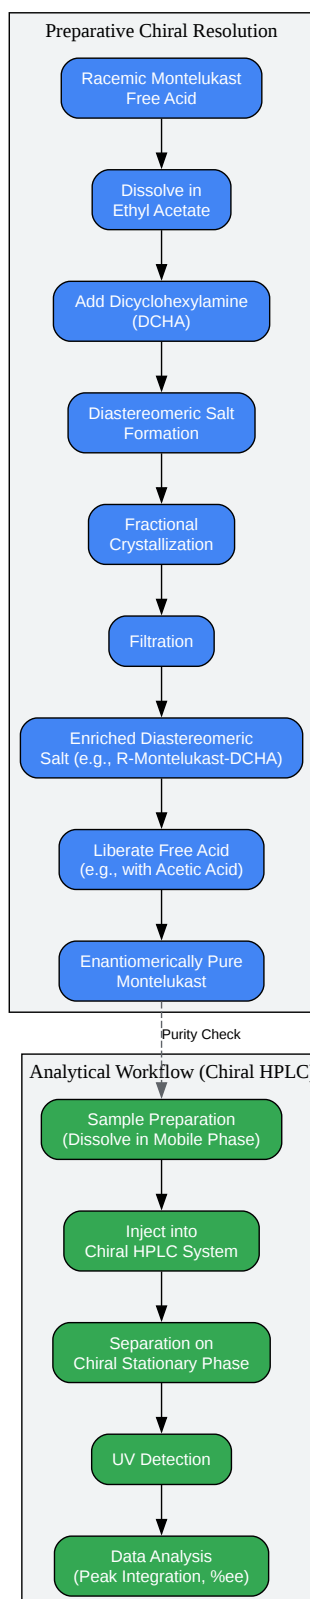 Preparative Chiral Resolution
Racemic Montelukast
Free Acid
Dissolve in
Ethyl Acetate
Add Dicyclohexylamine
(DCHA)
Diastereomeric Salt
Formation
Fractional
Crystallization
Filtration
Enriched Diastereomeric
Salt (e.g., R-Montelukast-DCHA)
Liberate Free Acid
(e.g., with Acetic Acid)
Enantiomerically Pure
Montelukast
Purity Check
Analytical Workflow (Chiral HPLC)
Sample Preparation
(Dissolve in Mobile Phase)
Inject into
Chiral HPLC System
Separation on
Chiral Stationary Phase
UV Detection
Data Analysis
(Peak Integration, %ee)